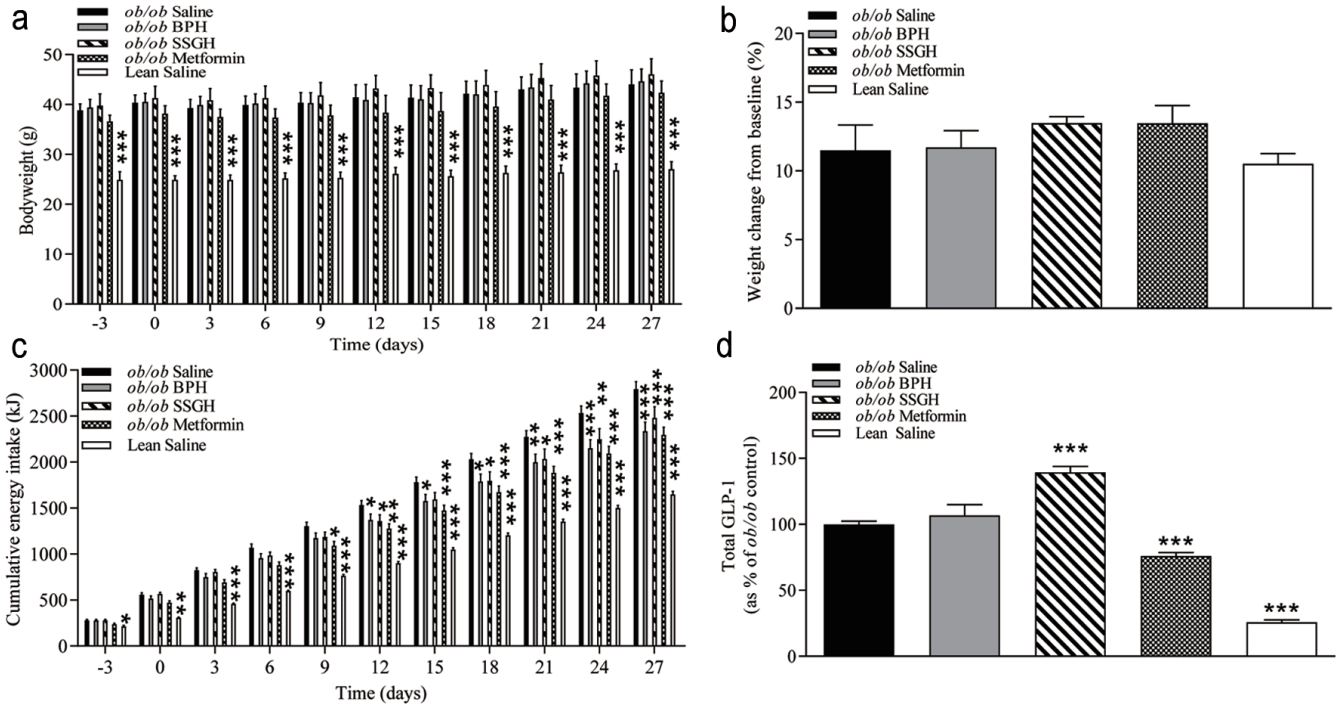 a
ob/ob Saline
ob/ob BPH
ob/ob SSGH
ob/ob Metformin
Lean Saline
Bodyweight (g)
50
40
30
20
10
0
*** *** *** *** *** *** *** *** *** *** ***
-3 0 3 6 9 12 15 18 21 24 27
Time (days)
b
ob/ob Saline
ob/ob BPH
ob/ob SSGH
ob/ob Metformin
Lean Saline
Weight change from baseline (%)
20
15
10
5
0
c
ob/ob Saline
ob/ob BPH
ob/ob SSGH
ob/ob Metformin
Lean Saline
Cumulative energy intake (kJ)
3000
2500
2000
1500
1000
500
0
* ** *** *** * *** * * ** *** * *** *** * * *** *** ** * *** *** *** ** *** *** *** *** *** ***
-3 0 3 6 9 12 15 18 21 24 27
Time (days)
d
ob/ob Saline
ob/ob BPH
ob/ob SSGH
ob/ob Metformin
Lean Saline
Total GLP-1
(as % of ob/ob control)
200
150
100
50
0
*** *** ***